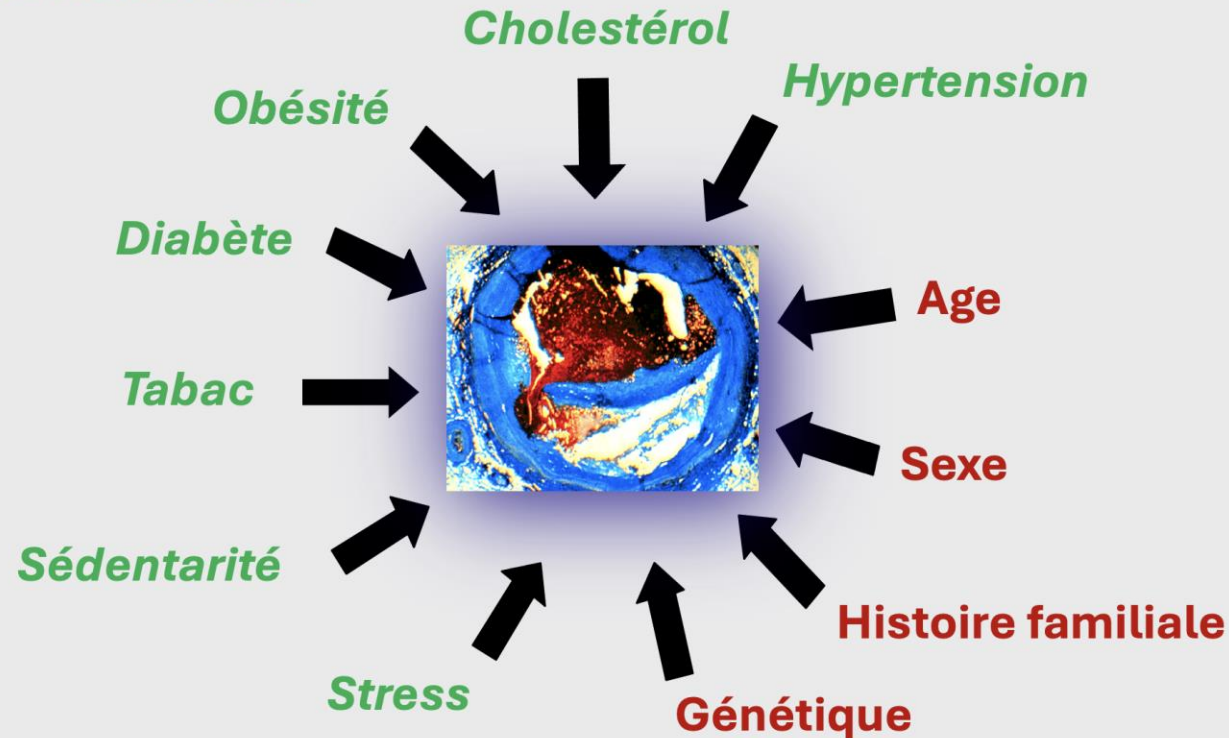 Cholestérol
Hypertension
Obésité
Diabète
Age
Tabac
Sexe
Sédentarité
Histoire familiale
Stress
Génétique